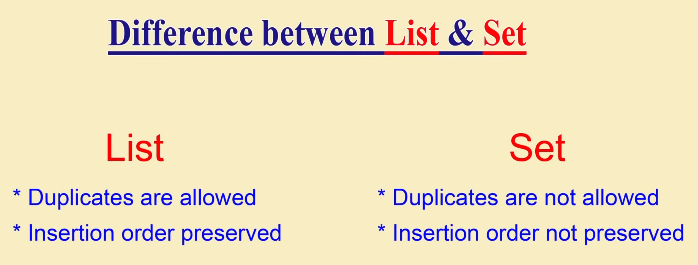 Difference between List & Set
List
* Duplicates are allowed
* Insertion order preserved
Set
* Duplicates are not allowed
* Insertion order not preserved